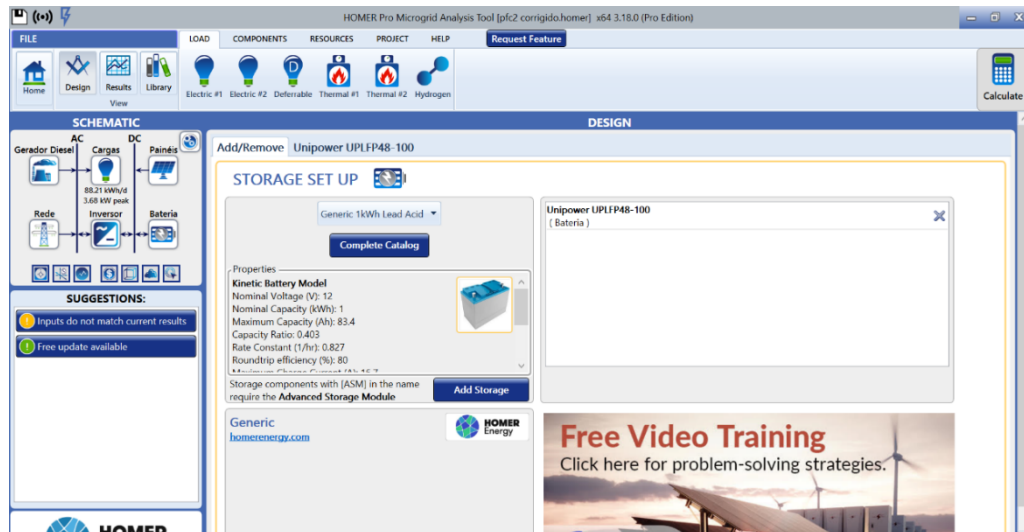 HOMER Pro Microgrid Analysis Tool [pfc2 corrigido.homer] x64 3.18.0 (Pro Edition)
FILE
LOAD COMPONENTS RESOURCES PROJECT HELP Request Feature
Home Design Results Library Electric #1 Electric #2 Deferrable Thermal #1 Thermal #2 Hydrogen Calculate
D
View
SCHEMATIC
AC DC
Gerador Diesel Cargas Painéis
88.21 kWh/d
3.68 kW peak
Rede Inversor Bateria
SUGGESTIONS:
Inputs do not match current results
Free update available
HOMER
DESIGN
Add/Remove Unipower UPLFP48-100
STORAGE SET UP
Generic 1kWh Lead Acid
Complete Catalog
Properties
Kinetic Battery Model
Nominal Voltage (V): 12
Nominal Capacity (kWh): 1
Maximum Capacity (Ah): 83.4
Capacity Ratio: 0.403
Rate Constant (1/hr): 0.827
Roundtrip efficiency (%): 80
Maximum Charge Current (A): 16.7
Storage components with [ASM] in the name
require the Advanced Storage Module
Add Storage
Generic
homerenergy.com
HOMER
Energy
Unipower UPLFP48-100
( Bateria )
Free Video Training
Click here for problem-solving strategies.